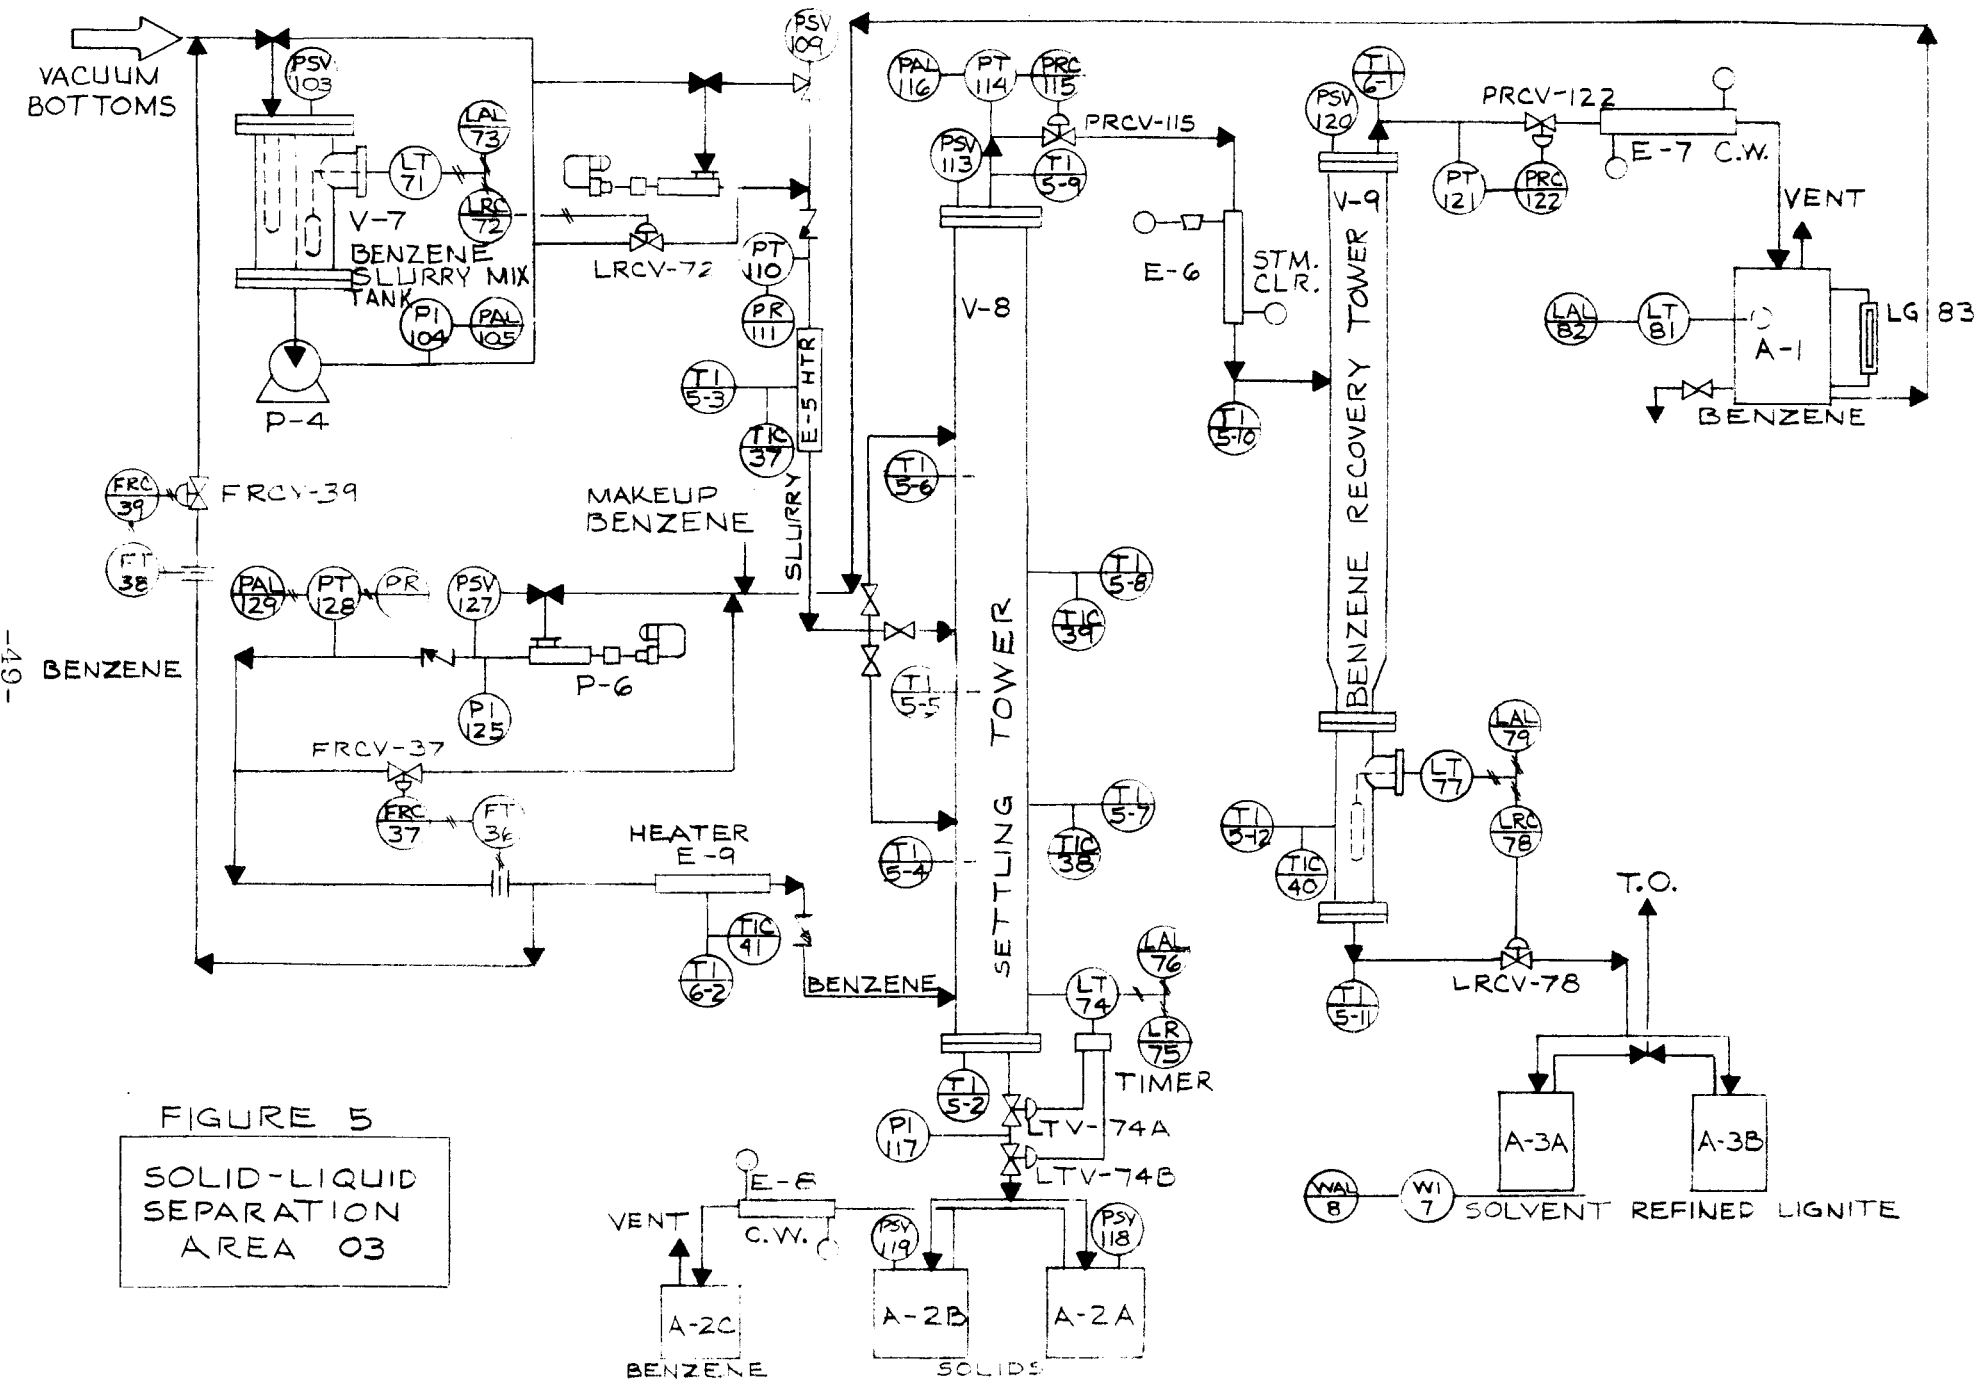 VACUUM
BOTTOMS
PSV
103
LAL
73
LT
71
V-7
LRC
72
BENZENE
SLURRY MIX
TANK
PI
104
PAL
105
P-4
PSV
109
LRCV-72
PT
110
PR
111
TI
5-3
TIC
37
E-5 HTR
SLURRY
PAL
116
PT
114
PRC
115
PRCV-115
PSV
113
TI
5-9
V-8
SETTLING TOWER
E-6
STM.
CLR.
TI
5-10
PSV
120
TI
6-1
V-9
BENZENE RECOVERY TOWER
PRCV-122
PT
121
PRC
122
E-7
C.W.
VENT
LAL
82
LT
81
A-1
LG 83
BENZENE
FRC
39
FRCV-39
FT
38
MAKEUP
BENZENE
PAL
129
PT
128
PR
PSV
127
BENZENE
P-6
PI
125
FRCV-37
FRC
37
FT
36
HEATER
E-9
TIC
41
TI
6-2
BENZENE
TI
5-6
TI
5-5
TI
5-4
TI
5-8
TIC
39
TI
5-7
TIC
38
LAL
76
LT
74
LR
75
TIMER
TI
5-2
LTV-74A
PI
117
LTV-74B
LAL
79
LT
77
LRC
78
TI
5-12
TIC
40
TI
5-11
LRCV-78
T.O.
A-3A
A-3B
WAL
8
WI
7
SOLVENT REFINED LIGNITE
E-8
C.W.
VENT
PSV
119
PSV
118
A-2C
A-2B
A-2A
BENZENE
SOLIDS
FIGURE 5
SOLID-LIQUID
SEPARATION
AREA 03
-49-